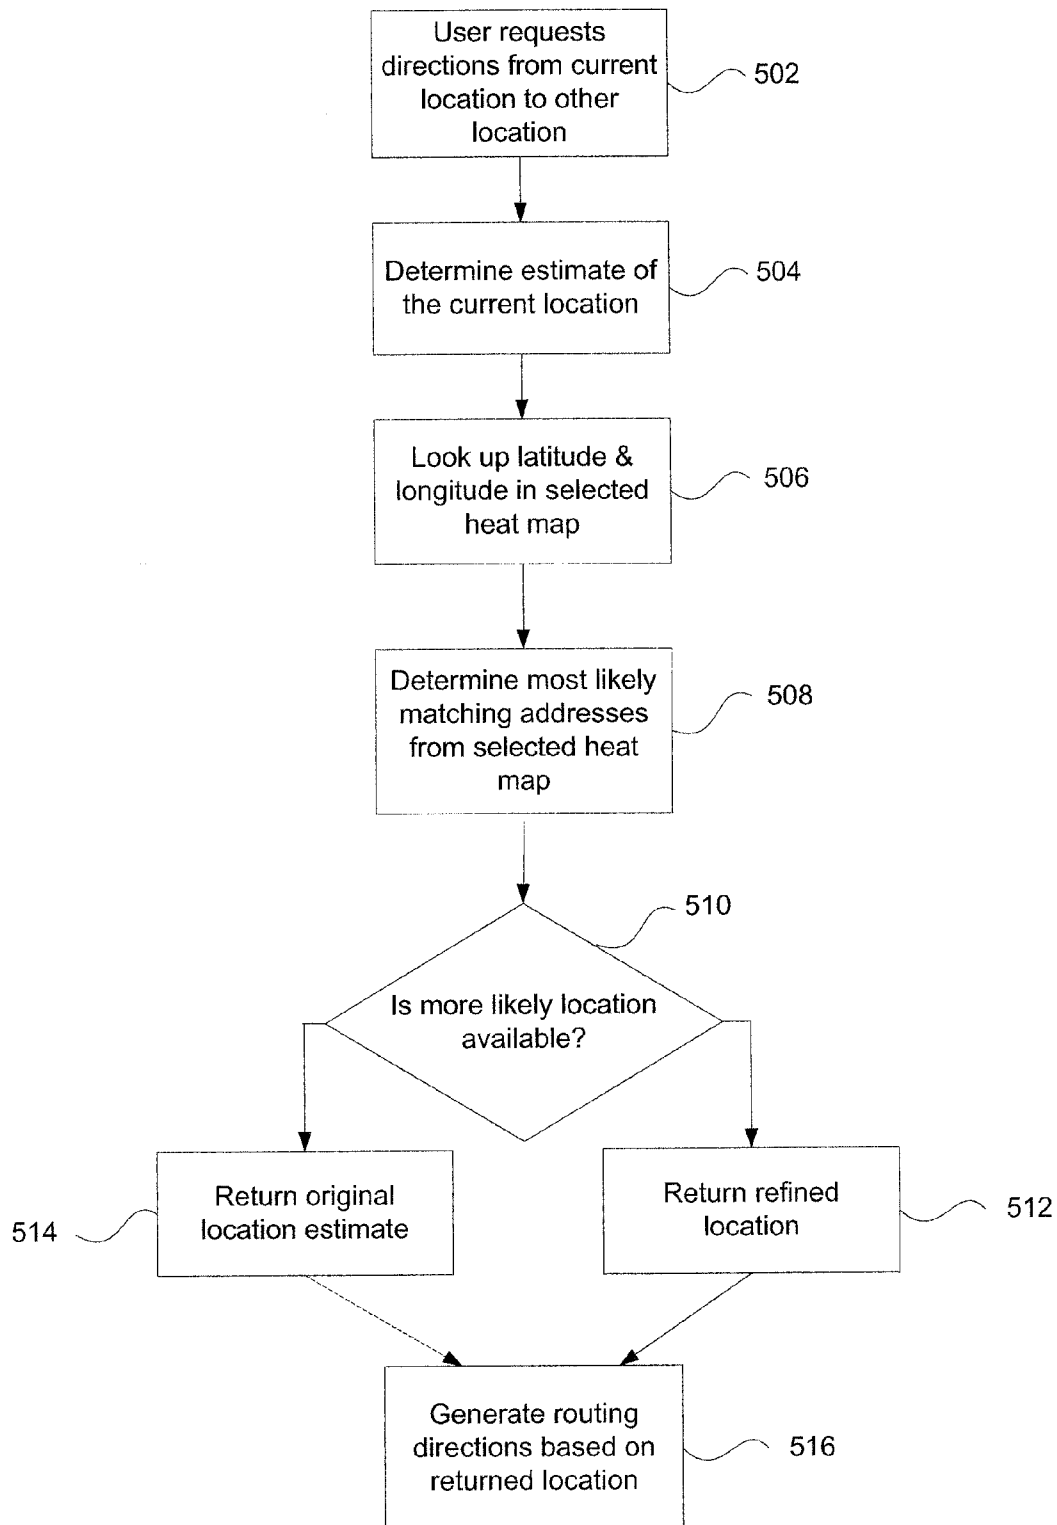 User requests
directions from current
location to other
location
502
Determine estimate of
the current location
504
Look up latitude &
longitude in selected
heat map
506
Determine most likely
matching addresses
from selected heat
map
508
510
Is more likely location
available?
Return original
location estimate
514
Return refined
location
512
Generate routing
directions based on
returned location
516